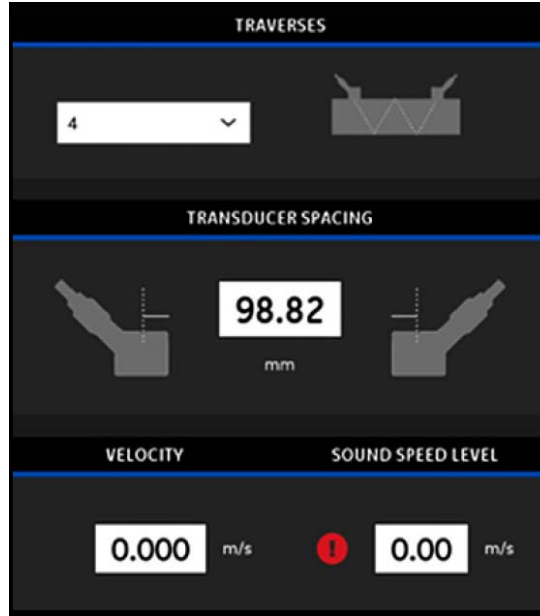 TRAVERSES
4
TRANSDUCER SPACING
98.82
mm
VELOCITY SOUND SPEED LEVEL
0.000 m/s ! 0.00 m/s